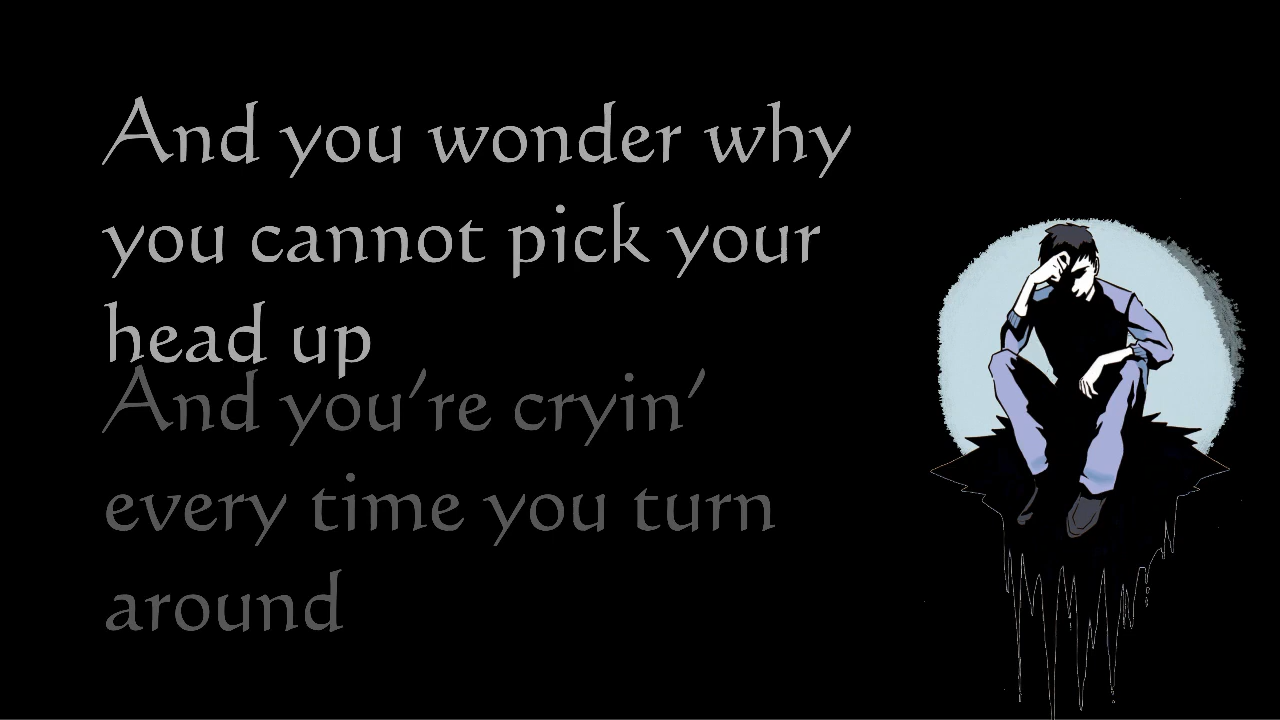 And you wonder why
you cannot pick your
head up
And you’re cryin’
every time you turn
around